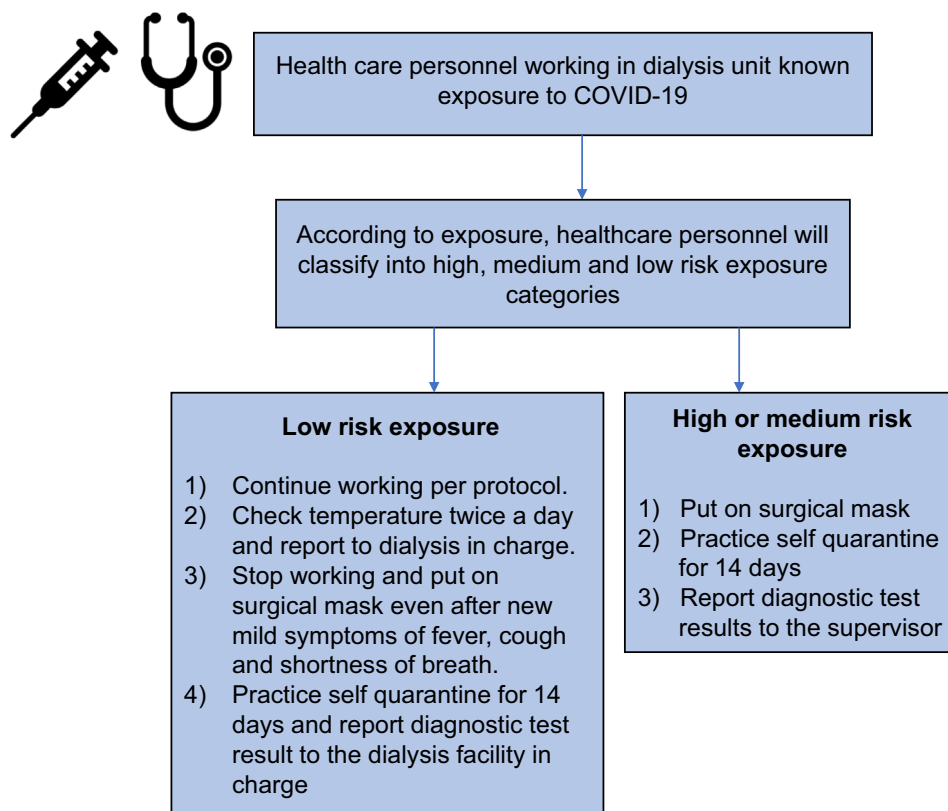 Health care personnel working in dialysis unit known
exposure to COVID-19
According to exposure, healthcare personnel will
classify into high, medium and low risk exposure
categories
Low risk exposure
1) Continue working per protocol.
2) Check temperature twice a day
and report to dialysis in charge.
3) Stop working and put on
surgical mask even after new
mild symptoms of fever, cough
and shortness of breath.
4) Practice self quarantine for 14
days and report diagnostic test
result to the dialysis facility in
charge
High or medium risk
exposure
1) Put on surgical mask
2) Practice self quarantine
for 14 days
3) Report diagnostic test
results to the supervisor